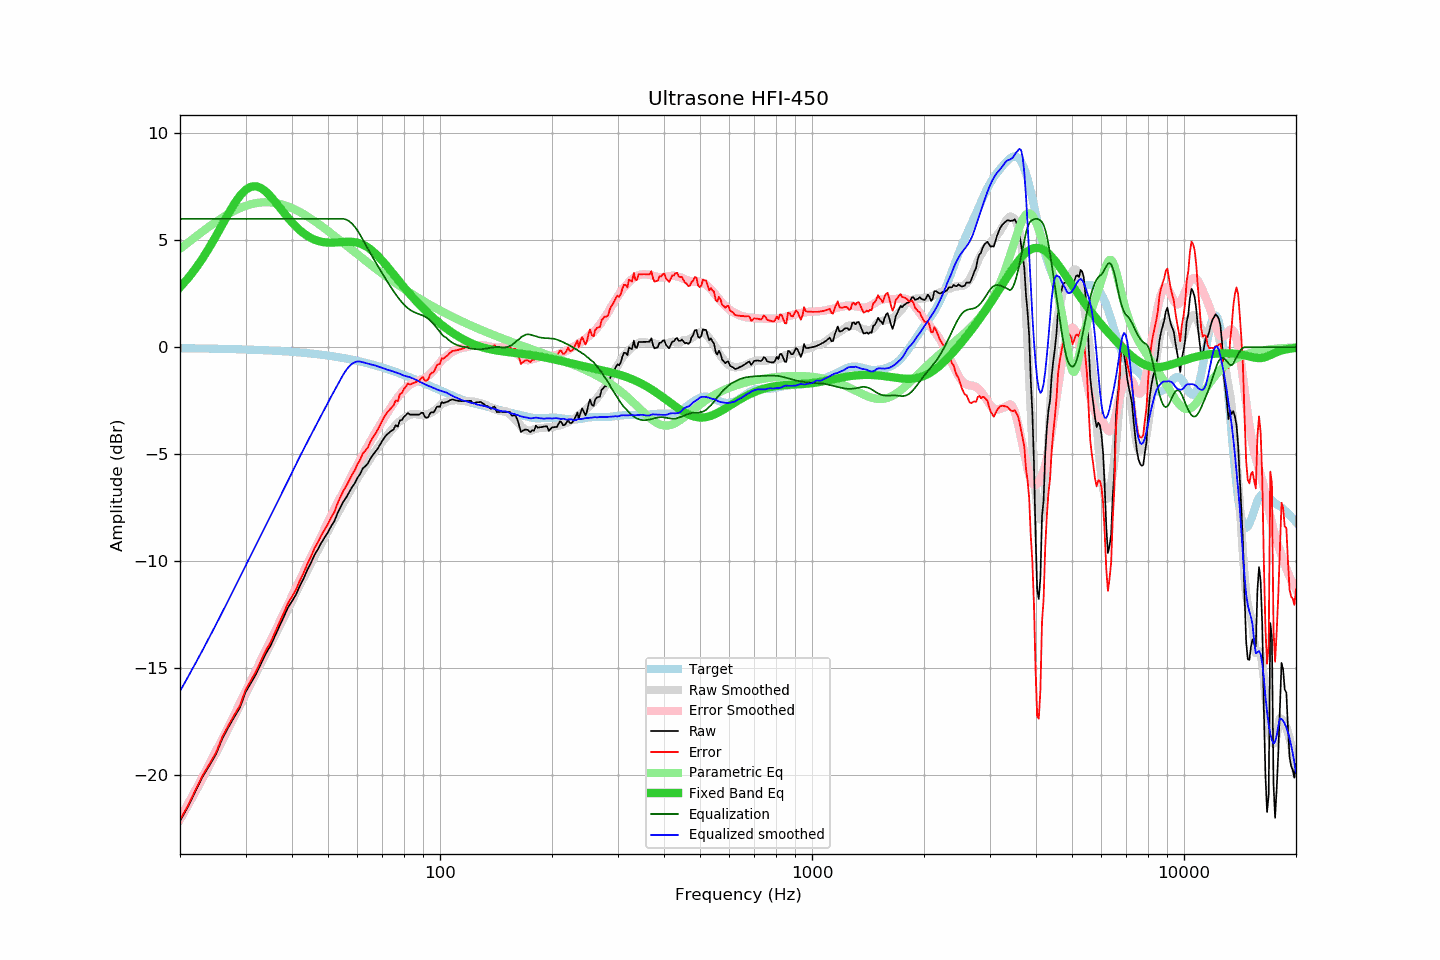 Ultrasone HFI-450
10
5
0
−5
−10
−15
−20
Amplitude (dBr)
Target
Raw Smoothed
Error Smoothed
Raw
Error
Parametric Eq
Fixed Band Eq
Equalization
Equalized smoothed
100 1000 10000
Frequency (Hz)